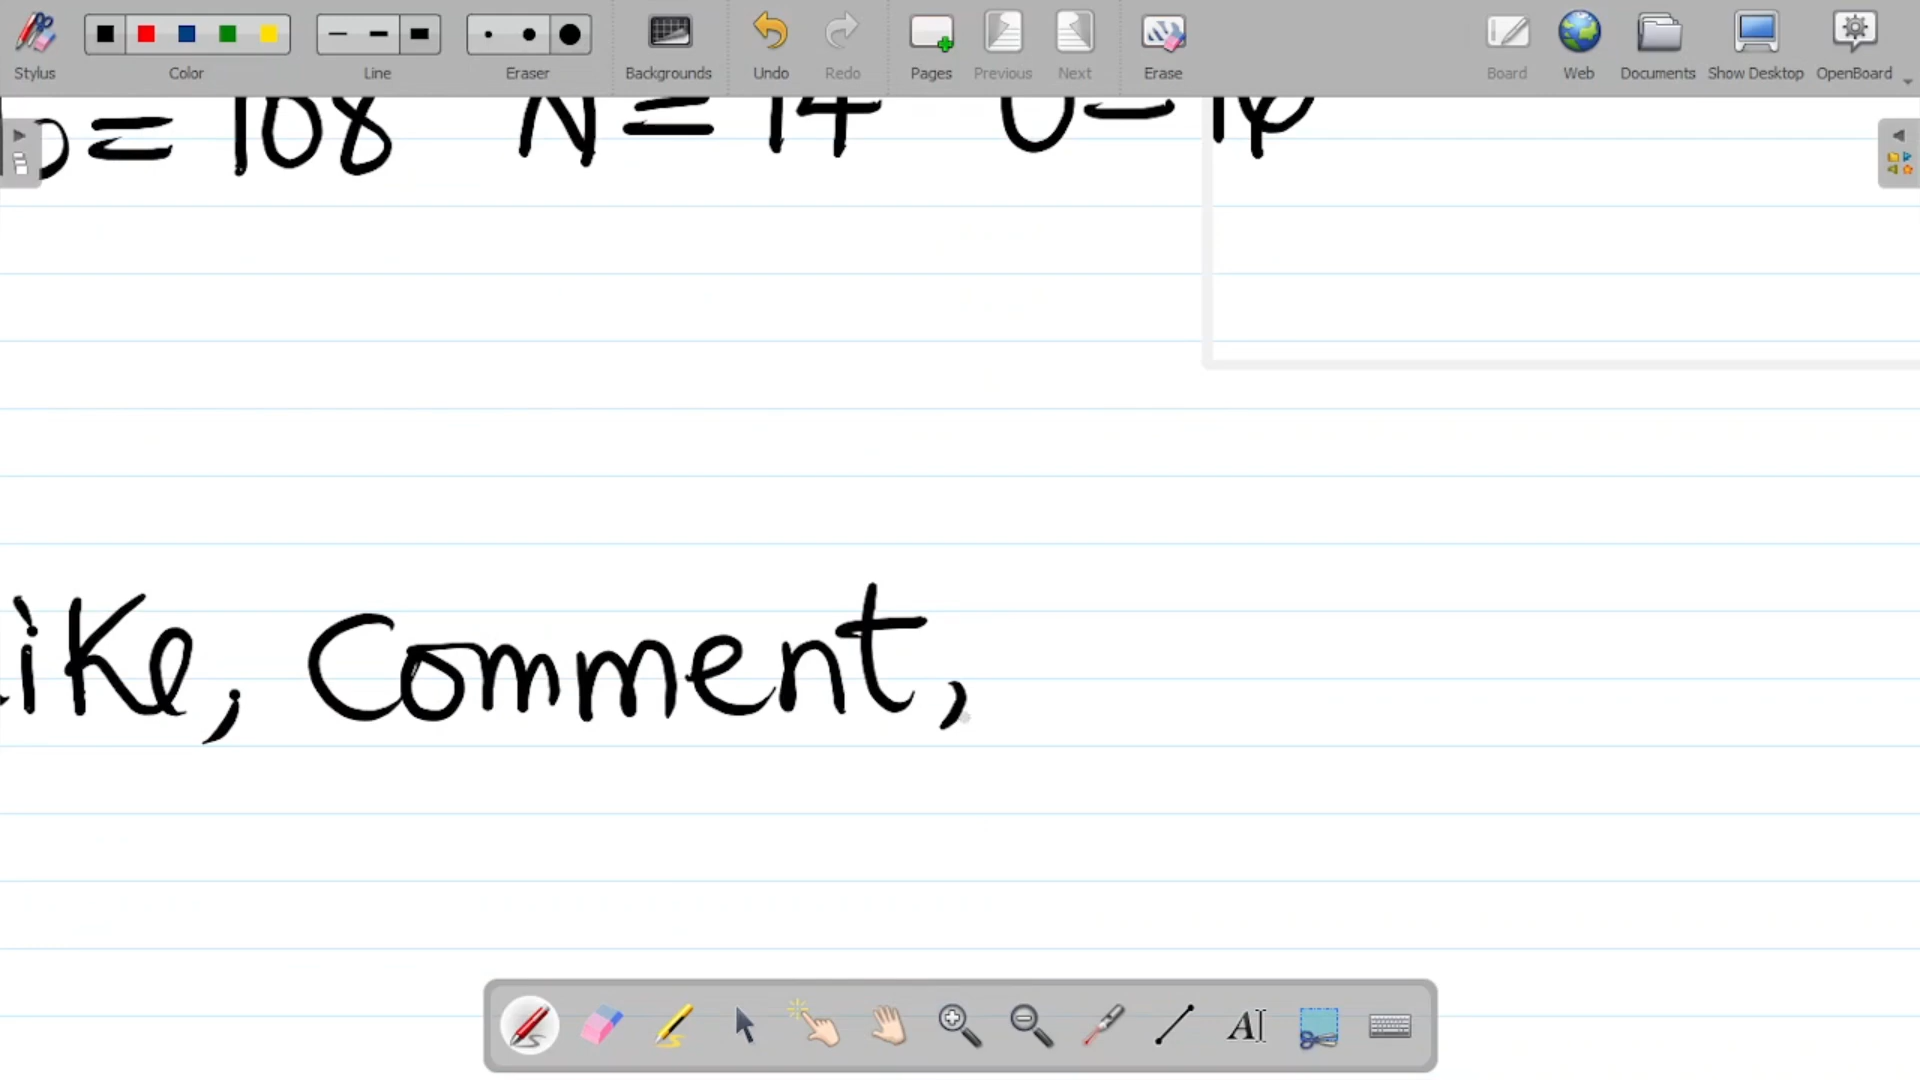 Stylus Color Line Eraser Backgrounds Undo Redo Pages Previous Next Erase Board Web Documents Show Desktop OpenBoard
= 108 N = 14 U = 16
ike, Comment,